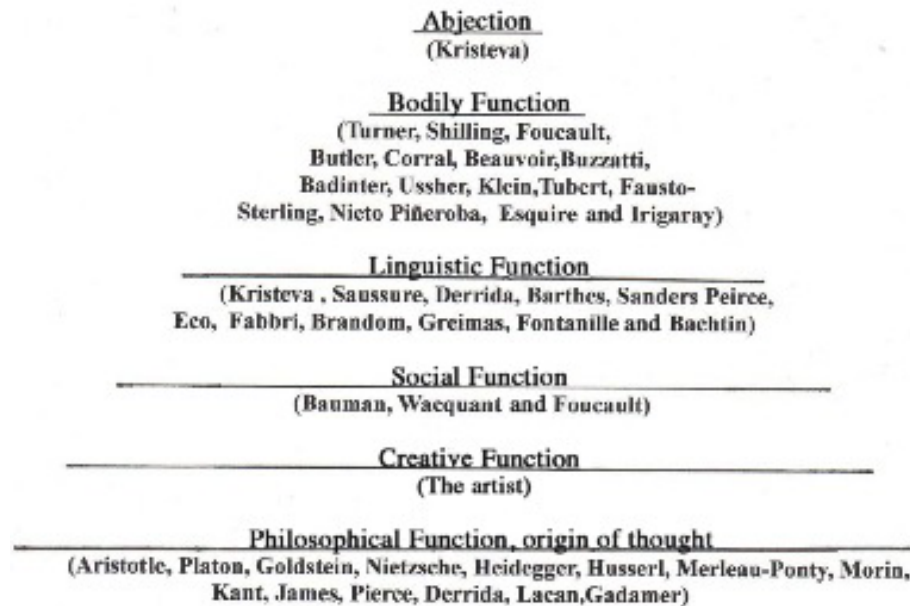 Abjection
(Kristeva)
Bodily Function
(Turner, Shilling, Foucault,
Butler, Corral, Beauvoir,Buzzatti,
Badinter, Ussher, Klein,Tubert, Fausto-
Sterling, Nieto Piñeroba, Esquire and Irigaray)
Linguistic Function
(Kristeva , Saussure, Derrida, Barthes, Sanders Peirce,
Eco, Fabbri, Brandom, Greimas, Fontanille and Bachtin)
Social Function
(Bauman, Wacquant and Foucault)
Creative Function
(The artist)
Philosophical Function, origin of thought
(Aristotle, Platon, Goldstein, Nietzsche, Heidegger, Husserl, Merleau-Ponty, Morin,
Kant, James, Pierce, Derrida, Lacan,Gadamer)